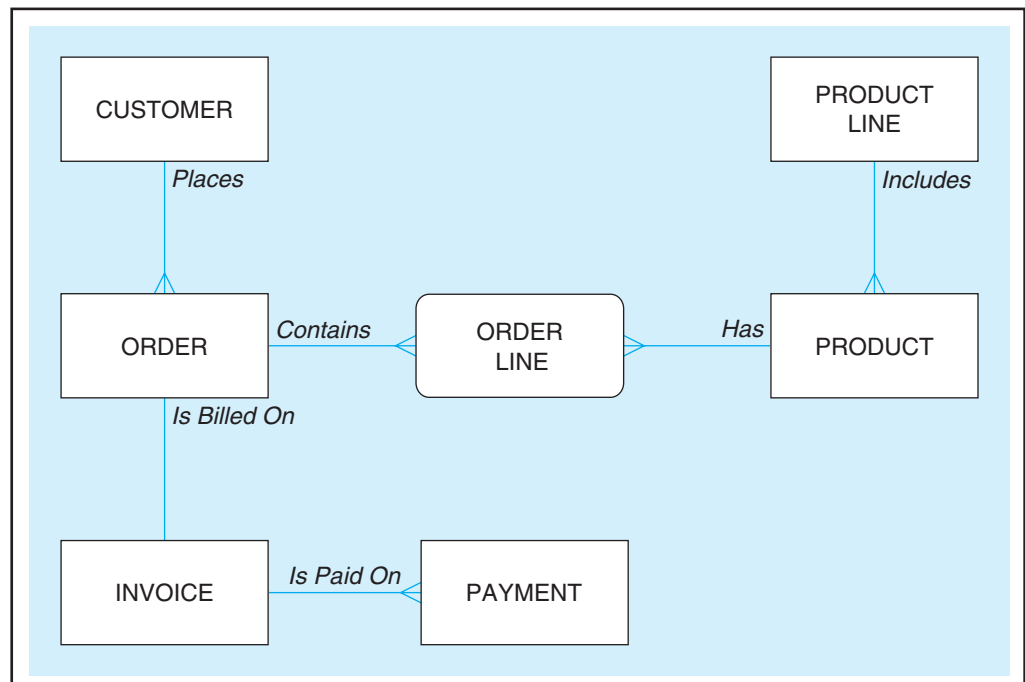 CUSTOMER
PRODUCT
LINE
Places
Includes
ORDER
Contains
ORDER
LINE
Has
PRODUCT
Is Billed On
INVOICE
Is Paid On
PAYMENT